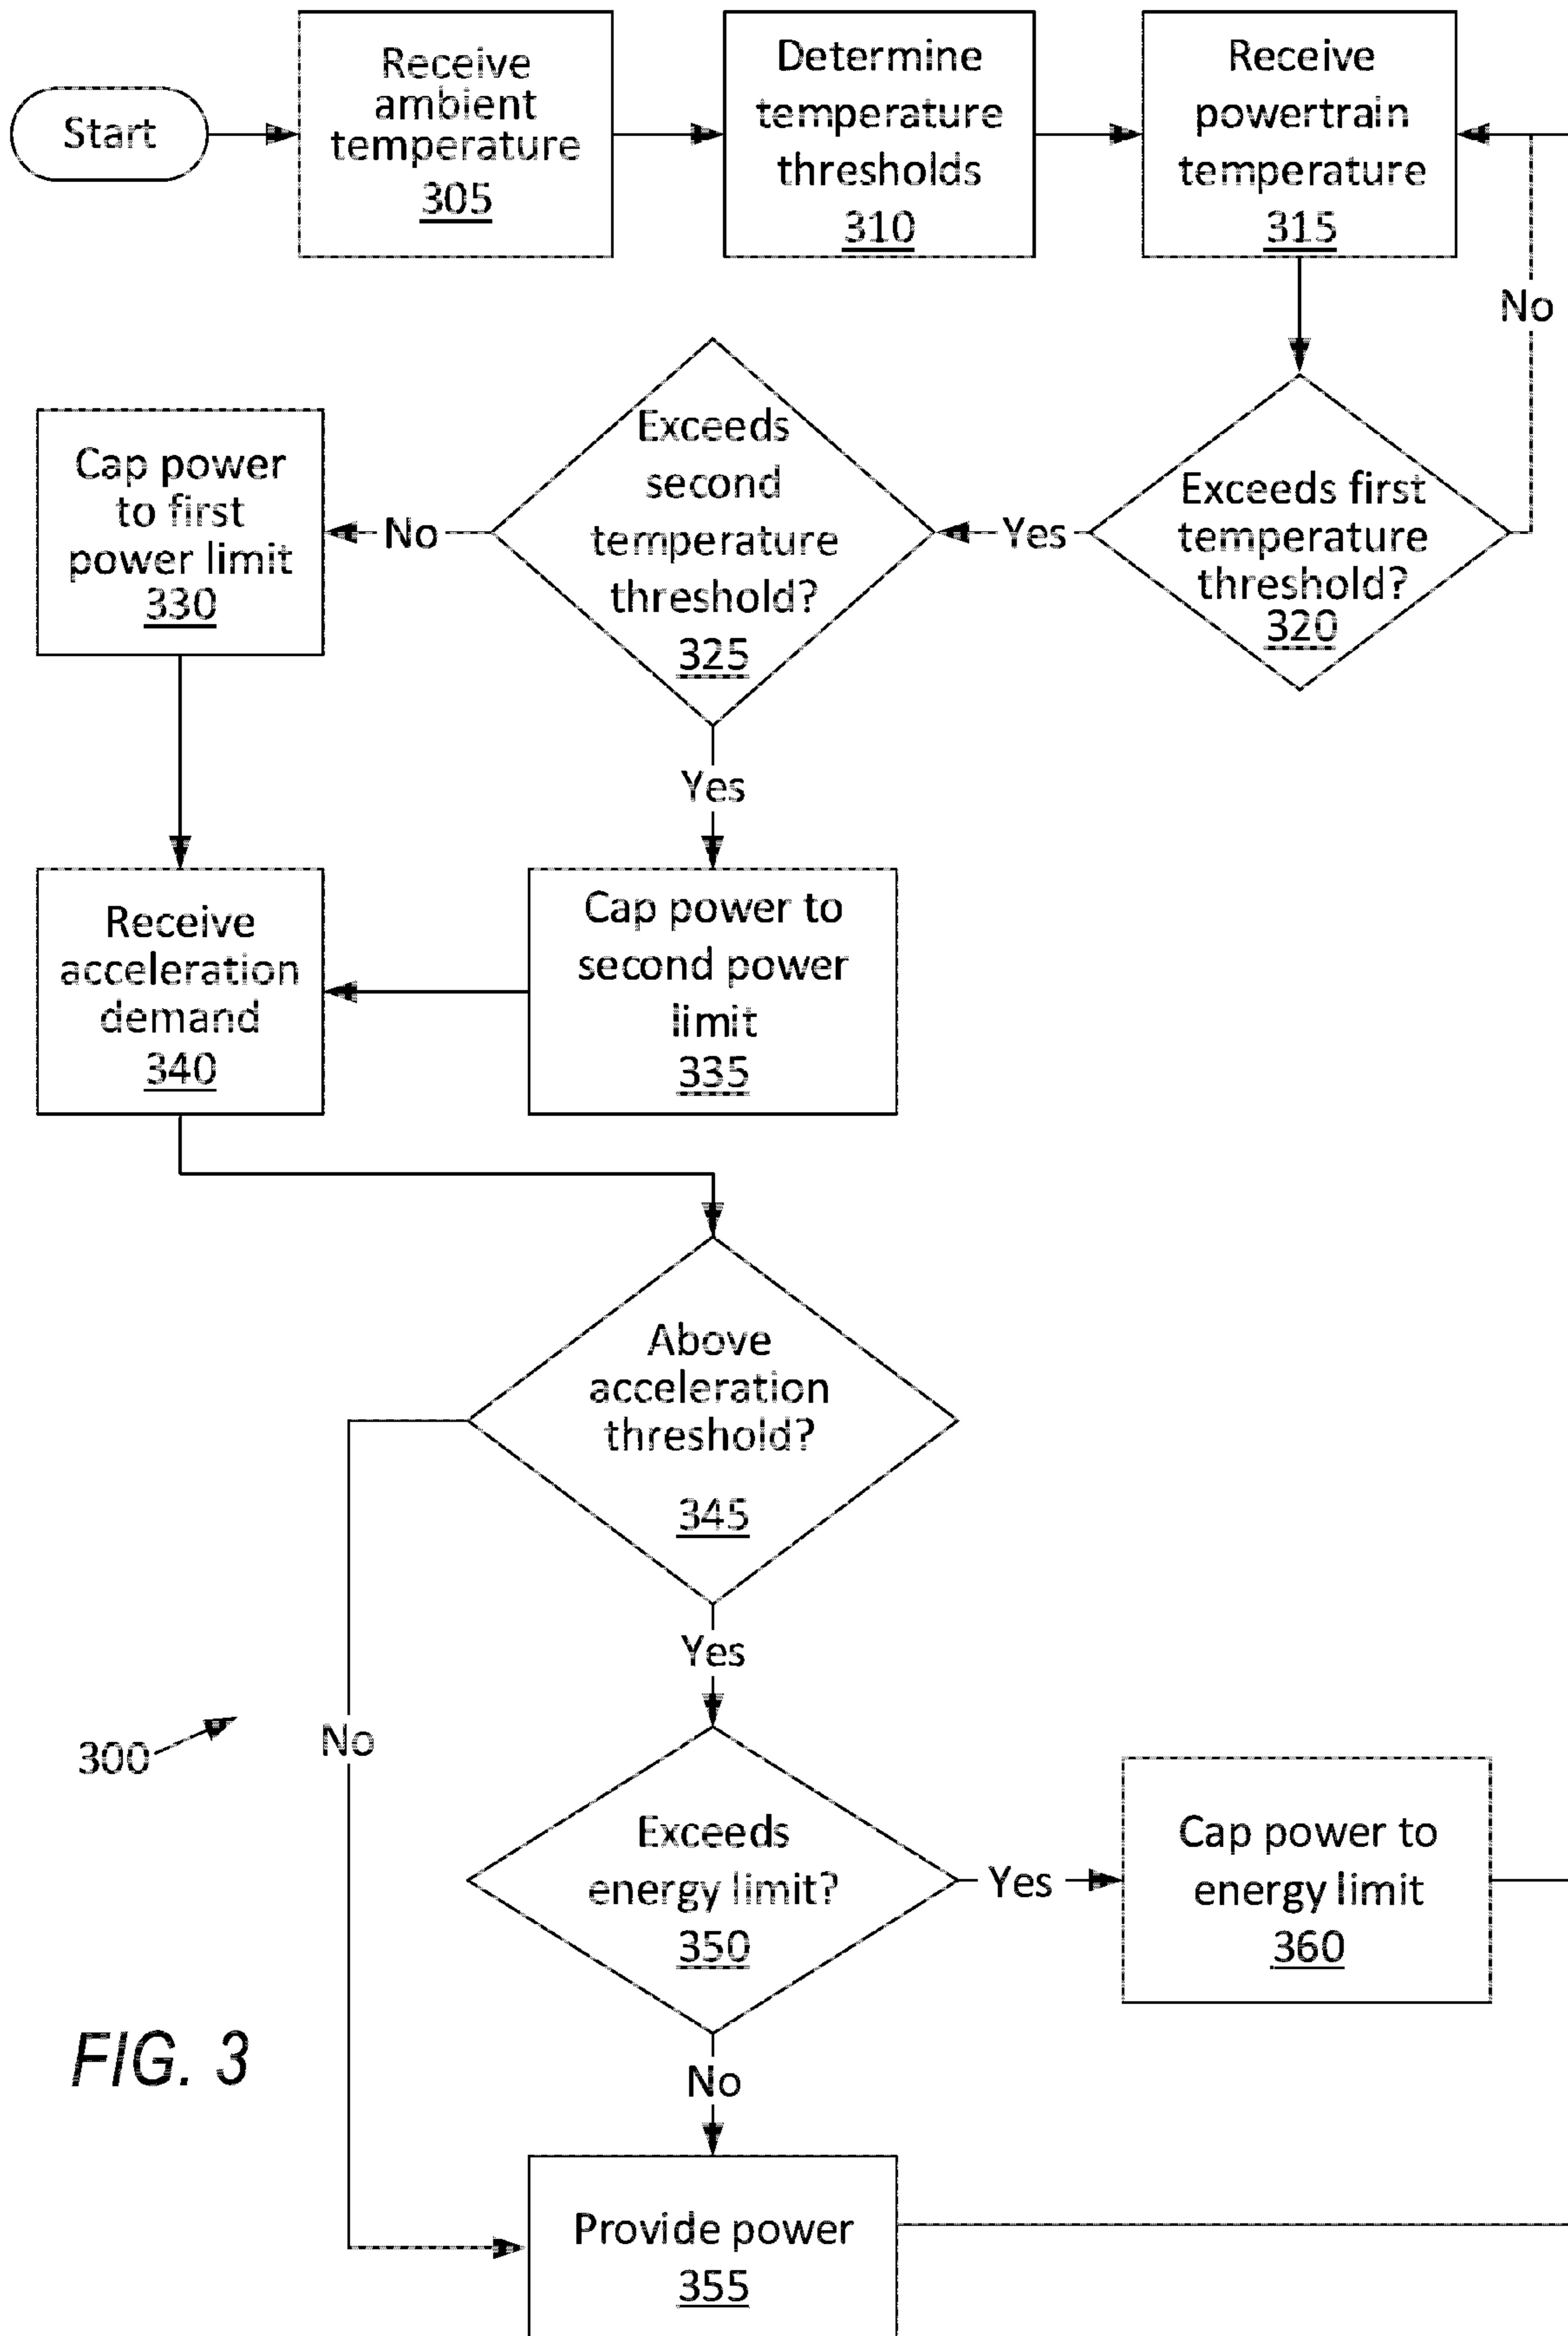 Start
Receive
ambient
temperature
305
Determine
temperature
thresholds
310
Receive
powertrain
temperature
315
No
Exceeds first
temperature
threshold?
320
Yes
Exceeds
second
temperature
threshold?
325
No
Cap power
to first
power limit
330
Yes
Cap power to
second power
limit
335
Receive
acceleration
demand
340
Above
acceleration
threshold?
345
Yes
No
300
Exceeds
energy limit?
350
Yes
Cap power to
energy limit
360
No
Provide power
355
FIG. 3